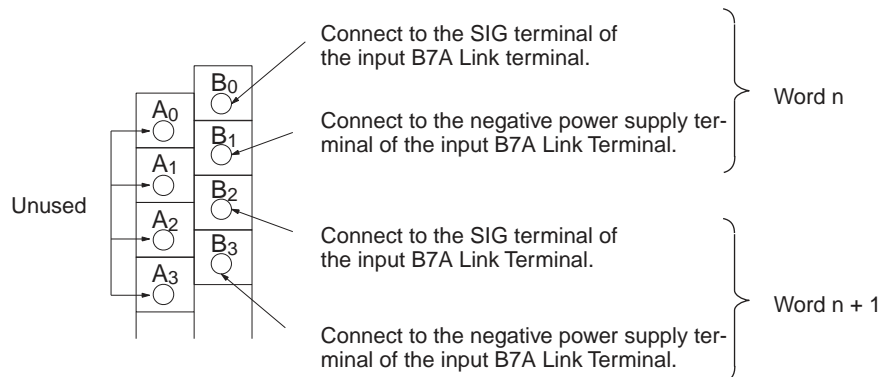 Connect to the SIG terminal of
the input B7A Link terminal.
Word n
Connect to the negative power supply ter-
minal of the input B7A Link Terminal.
B0
A0
B1
A1
B2
Unused
A2
B3
A3
Connect to the SIG terminal of
the input B7A Link Terminal.
Word n + 1
Connect to the negative power supply ter-
minal of the input B7A Link Terminal.